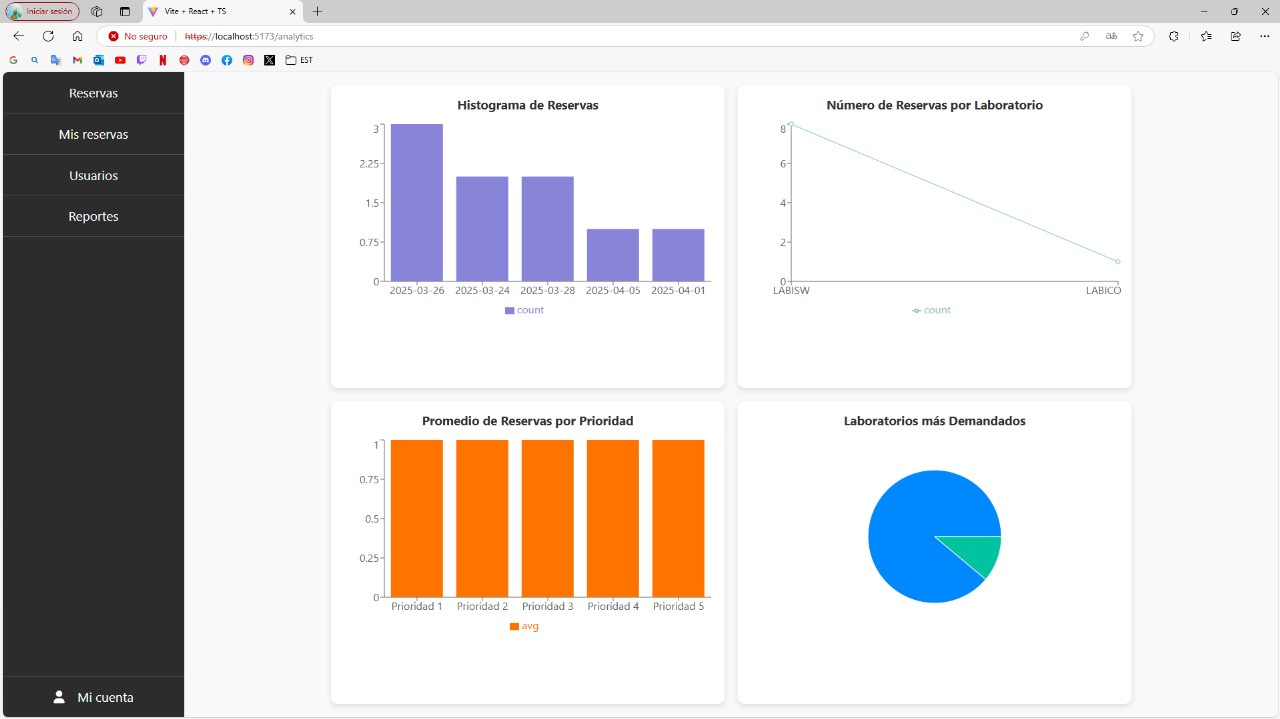 Iniciar sesión
Vite + React + TS
No seguro
https://localhost:5173/analytics
EST
Reservas
Mis reservas
Usuarios
Reportes
Mi cuenta
Histograma de Reservas
3
2.25
1.5
0.75
0
2025-03-26 2025-03-24 2025-03-28 2025-04-05 2025-04-01
count
Número de Reservas por Laboratorio
8
6
4
2
0
LABISW LABICO
count
Promedio de Reservas por Prioridad
1
0.75
0.5
0.25
0
Prioridad 1 Prioridad 2 Prioridad 3 Prioridad 4 Prioridad 5
avg
Laboratorios más Demandados